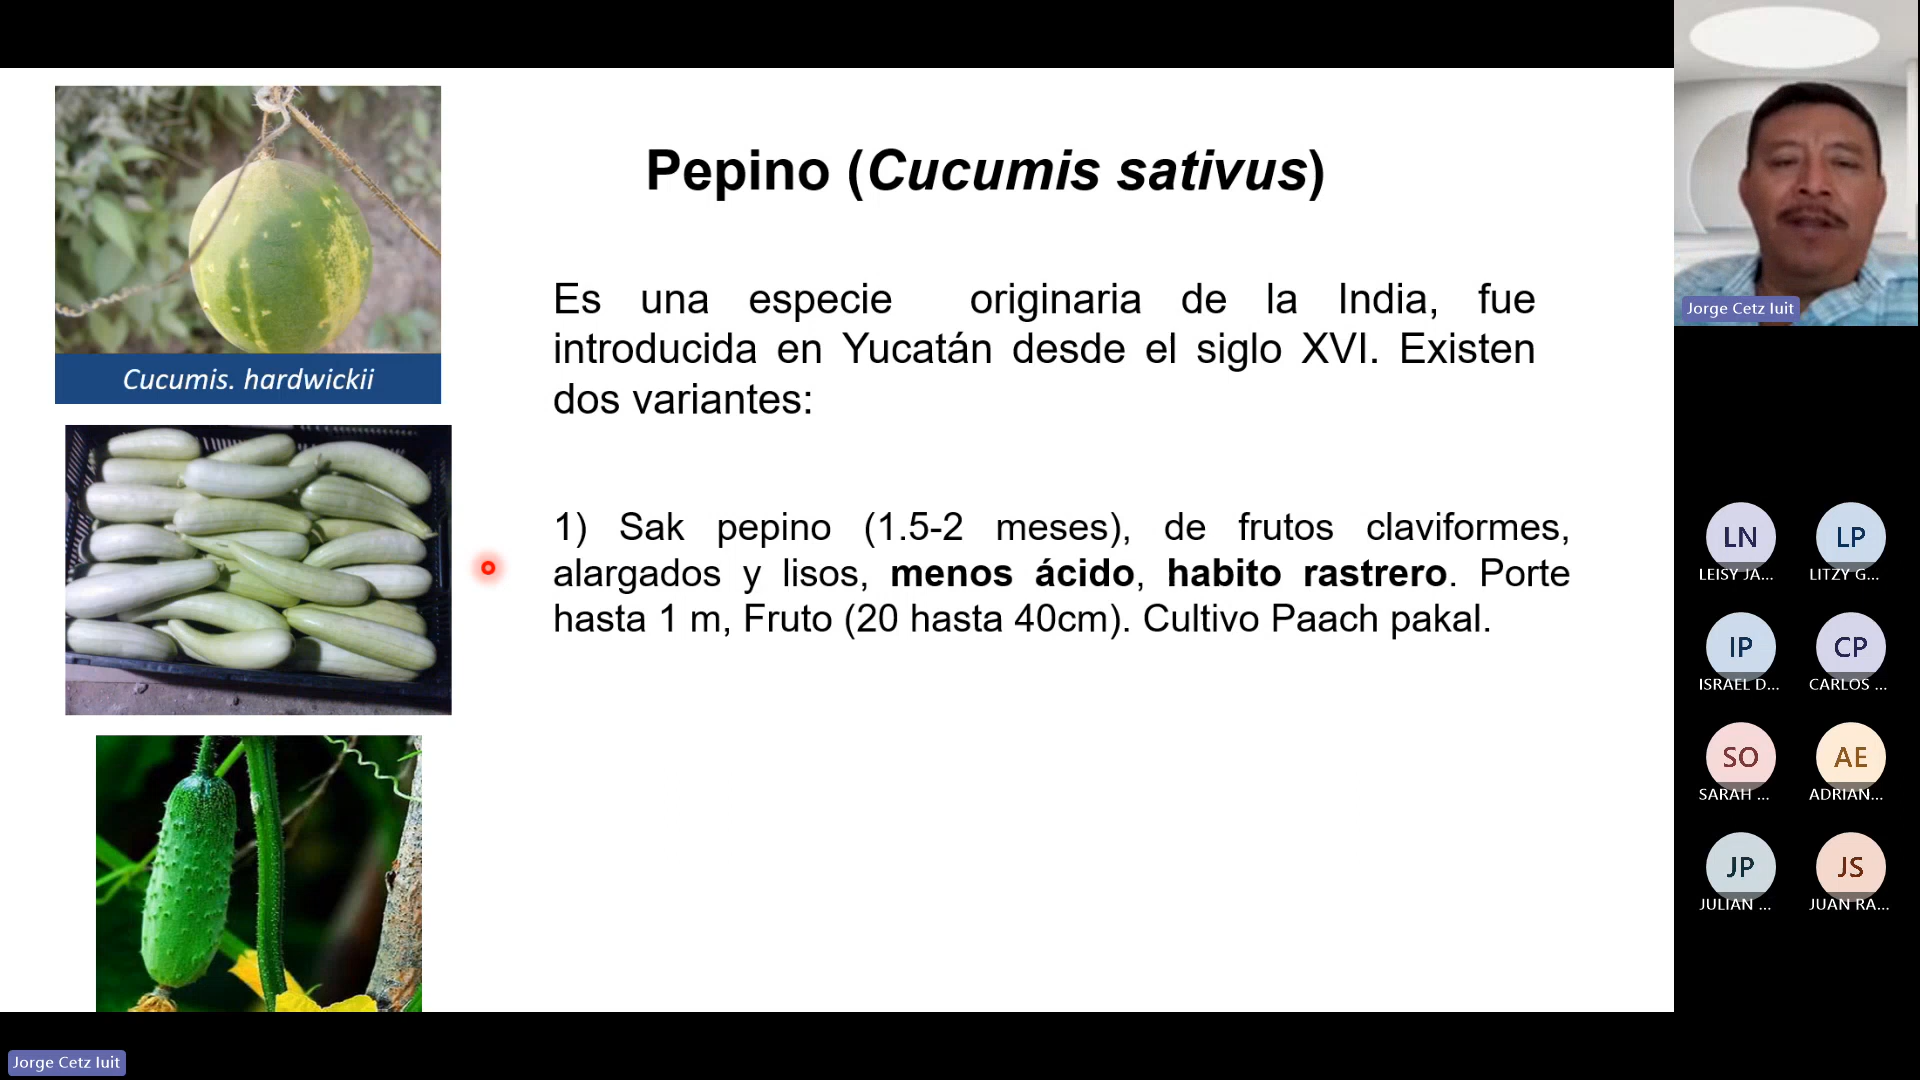 Pepino (Cucumis sativus)
Es una especie originaria de la India, fue
introducida en Yucatán desde el siglo XVI. Existen
dos variantes:
1) Sak pepino (1.5-2 meses), de frutos claviformes,
alargados y lisos, menos ácido, habito rastrero. Porte
hasta 1 m, Fruto (20 hasta 40cm). Cultivo Paach pakal.
Cucumis. hardwickii
Jorge Cetz Iuit
LN
LEISY JA...
LP
LITZY G...
IP
ISRAEL D...
CP
CARLOS ...
SO
SARAH ...
AE
ADRIAN...
JP
JULIAN ...
JS
JUAN RA...
Jorge Cetz Iuit